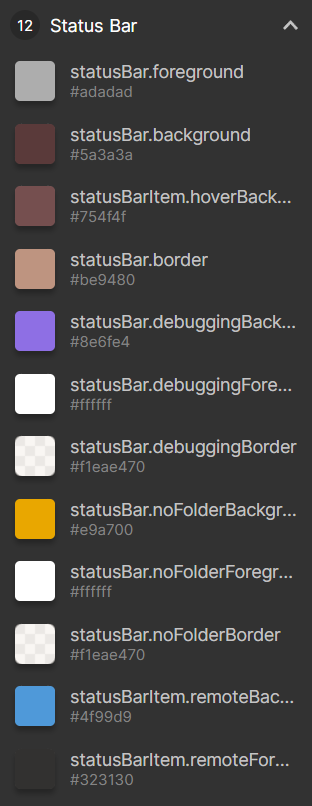 12 Status Bar
statusBar.foreground
#adadad
statusBar.background
#5a3a3a
statusBarItem.hoverBack...
#754f4f
statusBar.border
#be9480
statusBar.debuggingBack...
#8e6fe4
statusBar.debuggingFore...
#ffffff
statusBar.debuggingBorder
#f1eae470
statusBar.noFolderBackgr...
#e9a700
statusBar.noFolderForegr...
#ffffff
statusBar.noFolderBorder
#f1eae470
statusBarItem.remoteBac...
#4f99d9
statusBarItem.remoteFor...
#323130